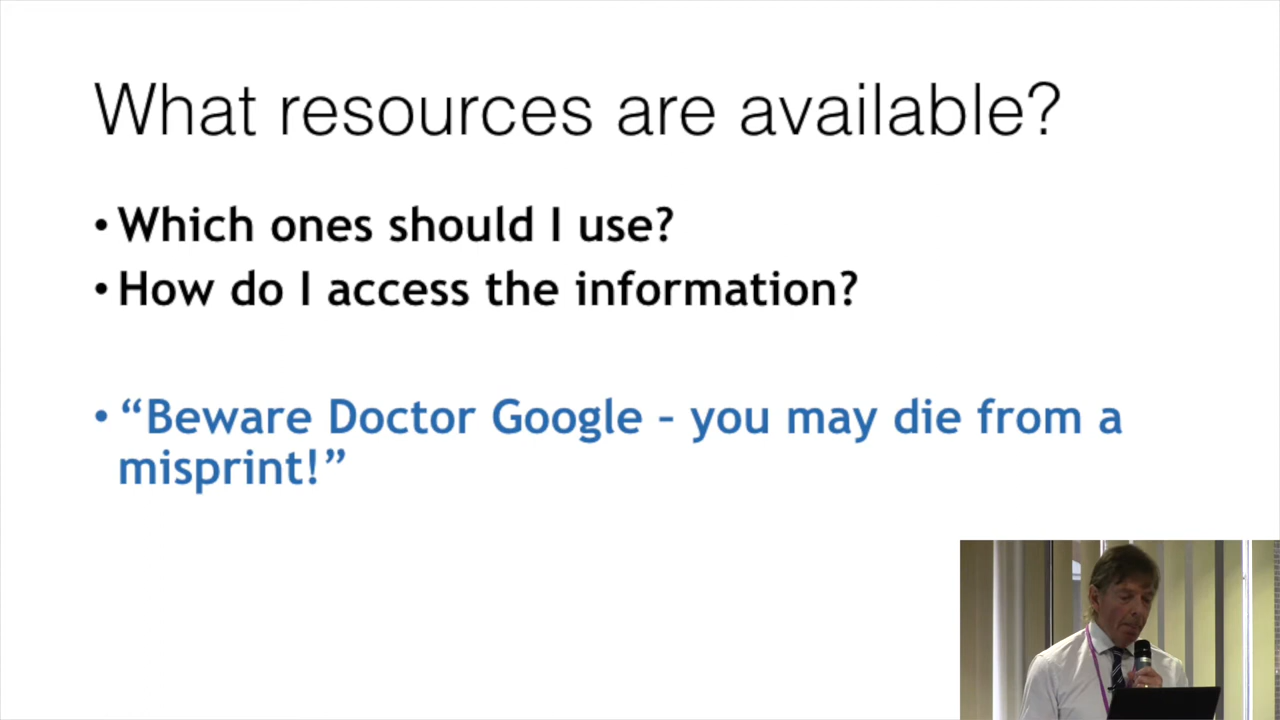 What resources are available?
• Which ones should I use?
• How do I access the information?
• “Beware Doctor Google – you may die from a
misprint!”